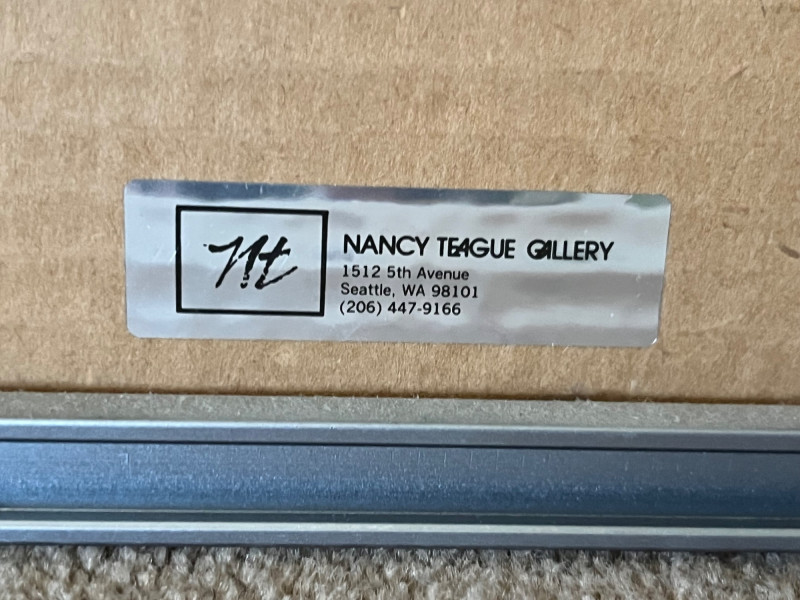 nt
NANCY TEAGUE GALLERY
1512 5th Avenue
Seattle, WA 98101
(206) 447-9166